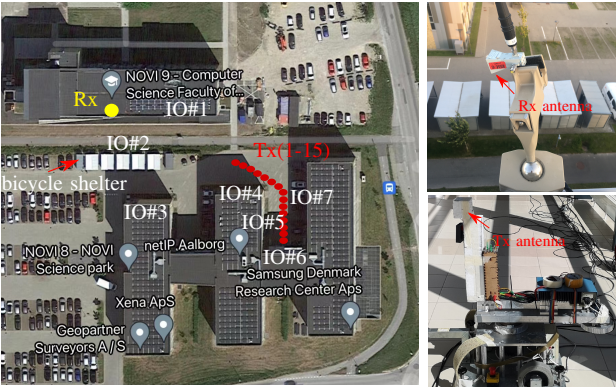 NOVI 9 - Computer
Science Faculty of...
Rx
IO#1
IO#2
Tx(1-15)
bicycle shelter
IO#4
IO#7
IO#3
IO#5
NOVI 8 - NOVI
Science park
netIP Aalborg
IO#6
Samsung Denmark
Research Center Aps
Xena ApS
Geopartner
Surveyors A / S
Rx antenna
Tx antenna